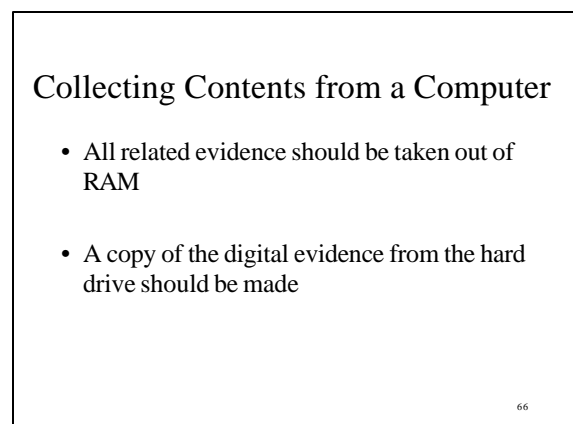 Collecting Contents from a Computer
• All related evidence should be taken out of
RAM
• A copy of the digital evidence from the hard
drive should be made
66